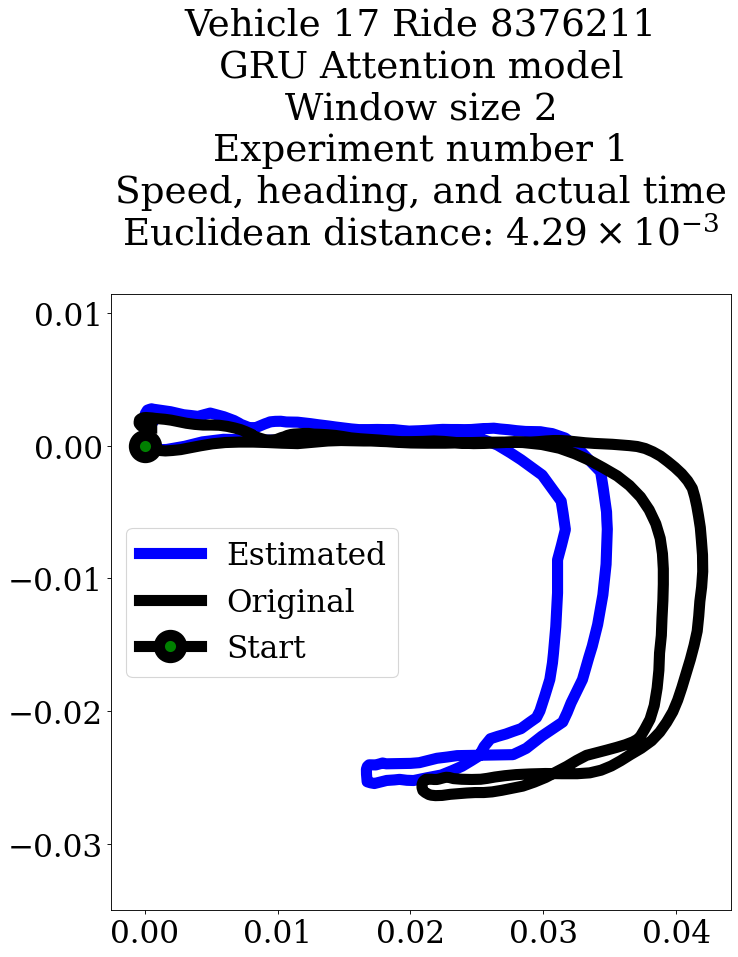 Vehicle 17 Ride 8376211
GRU Attention model
Window size 2
Experiment number 1
Speed, heading, and actual time
Euclidean distance: 4.29 × 10⁻³
0.01
0.00
−0.01
−0.02
−0.03
Estimated
Original
Start
0.00 0.01 0.02 0.03 0.04